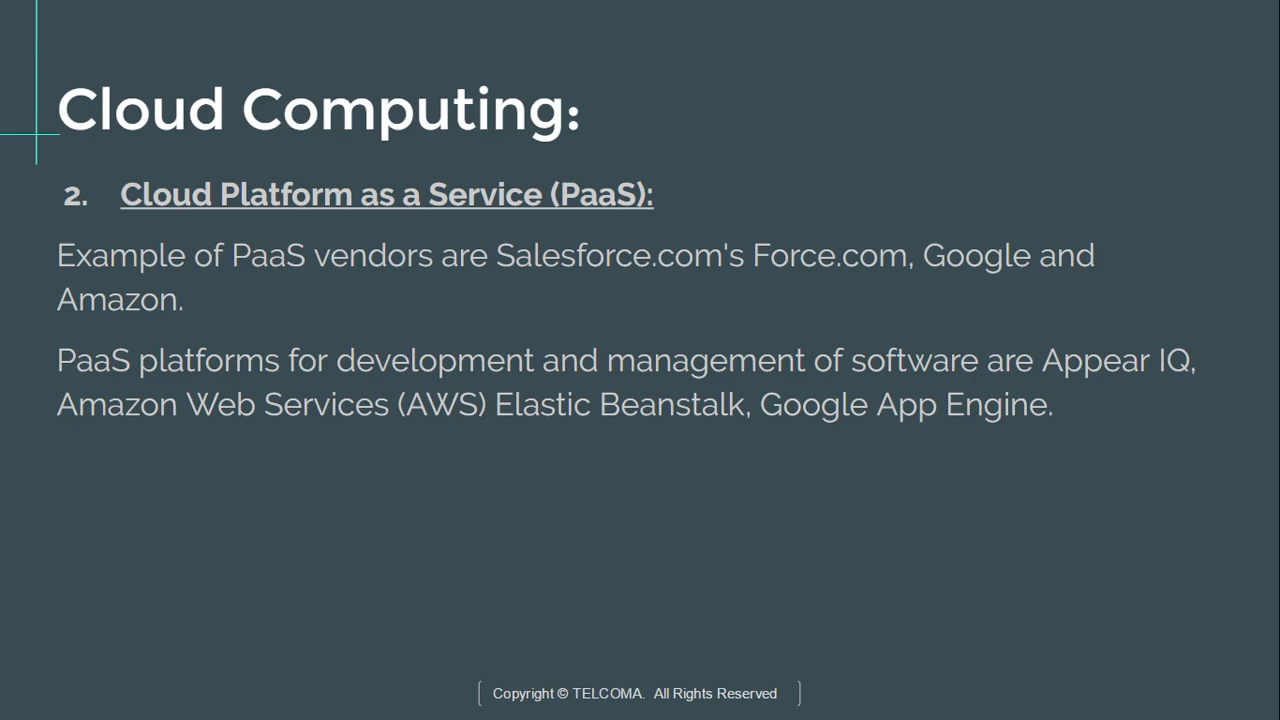 Cloud Computing:
2. Cloud Platform as a Service (PaaS):
Example of PaaS vendors are Salesforce.com's Force.com, Google and
Amazon.
PaaS platforms for development and management of software are Appear IQ,
Amazon Web Services (AWS) Elastic Beanstalk, Google App Engine.
Copyright © TELCOMA. All Rights Reserved